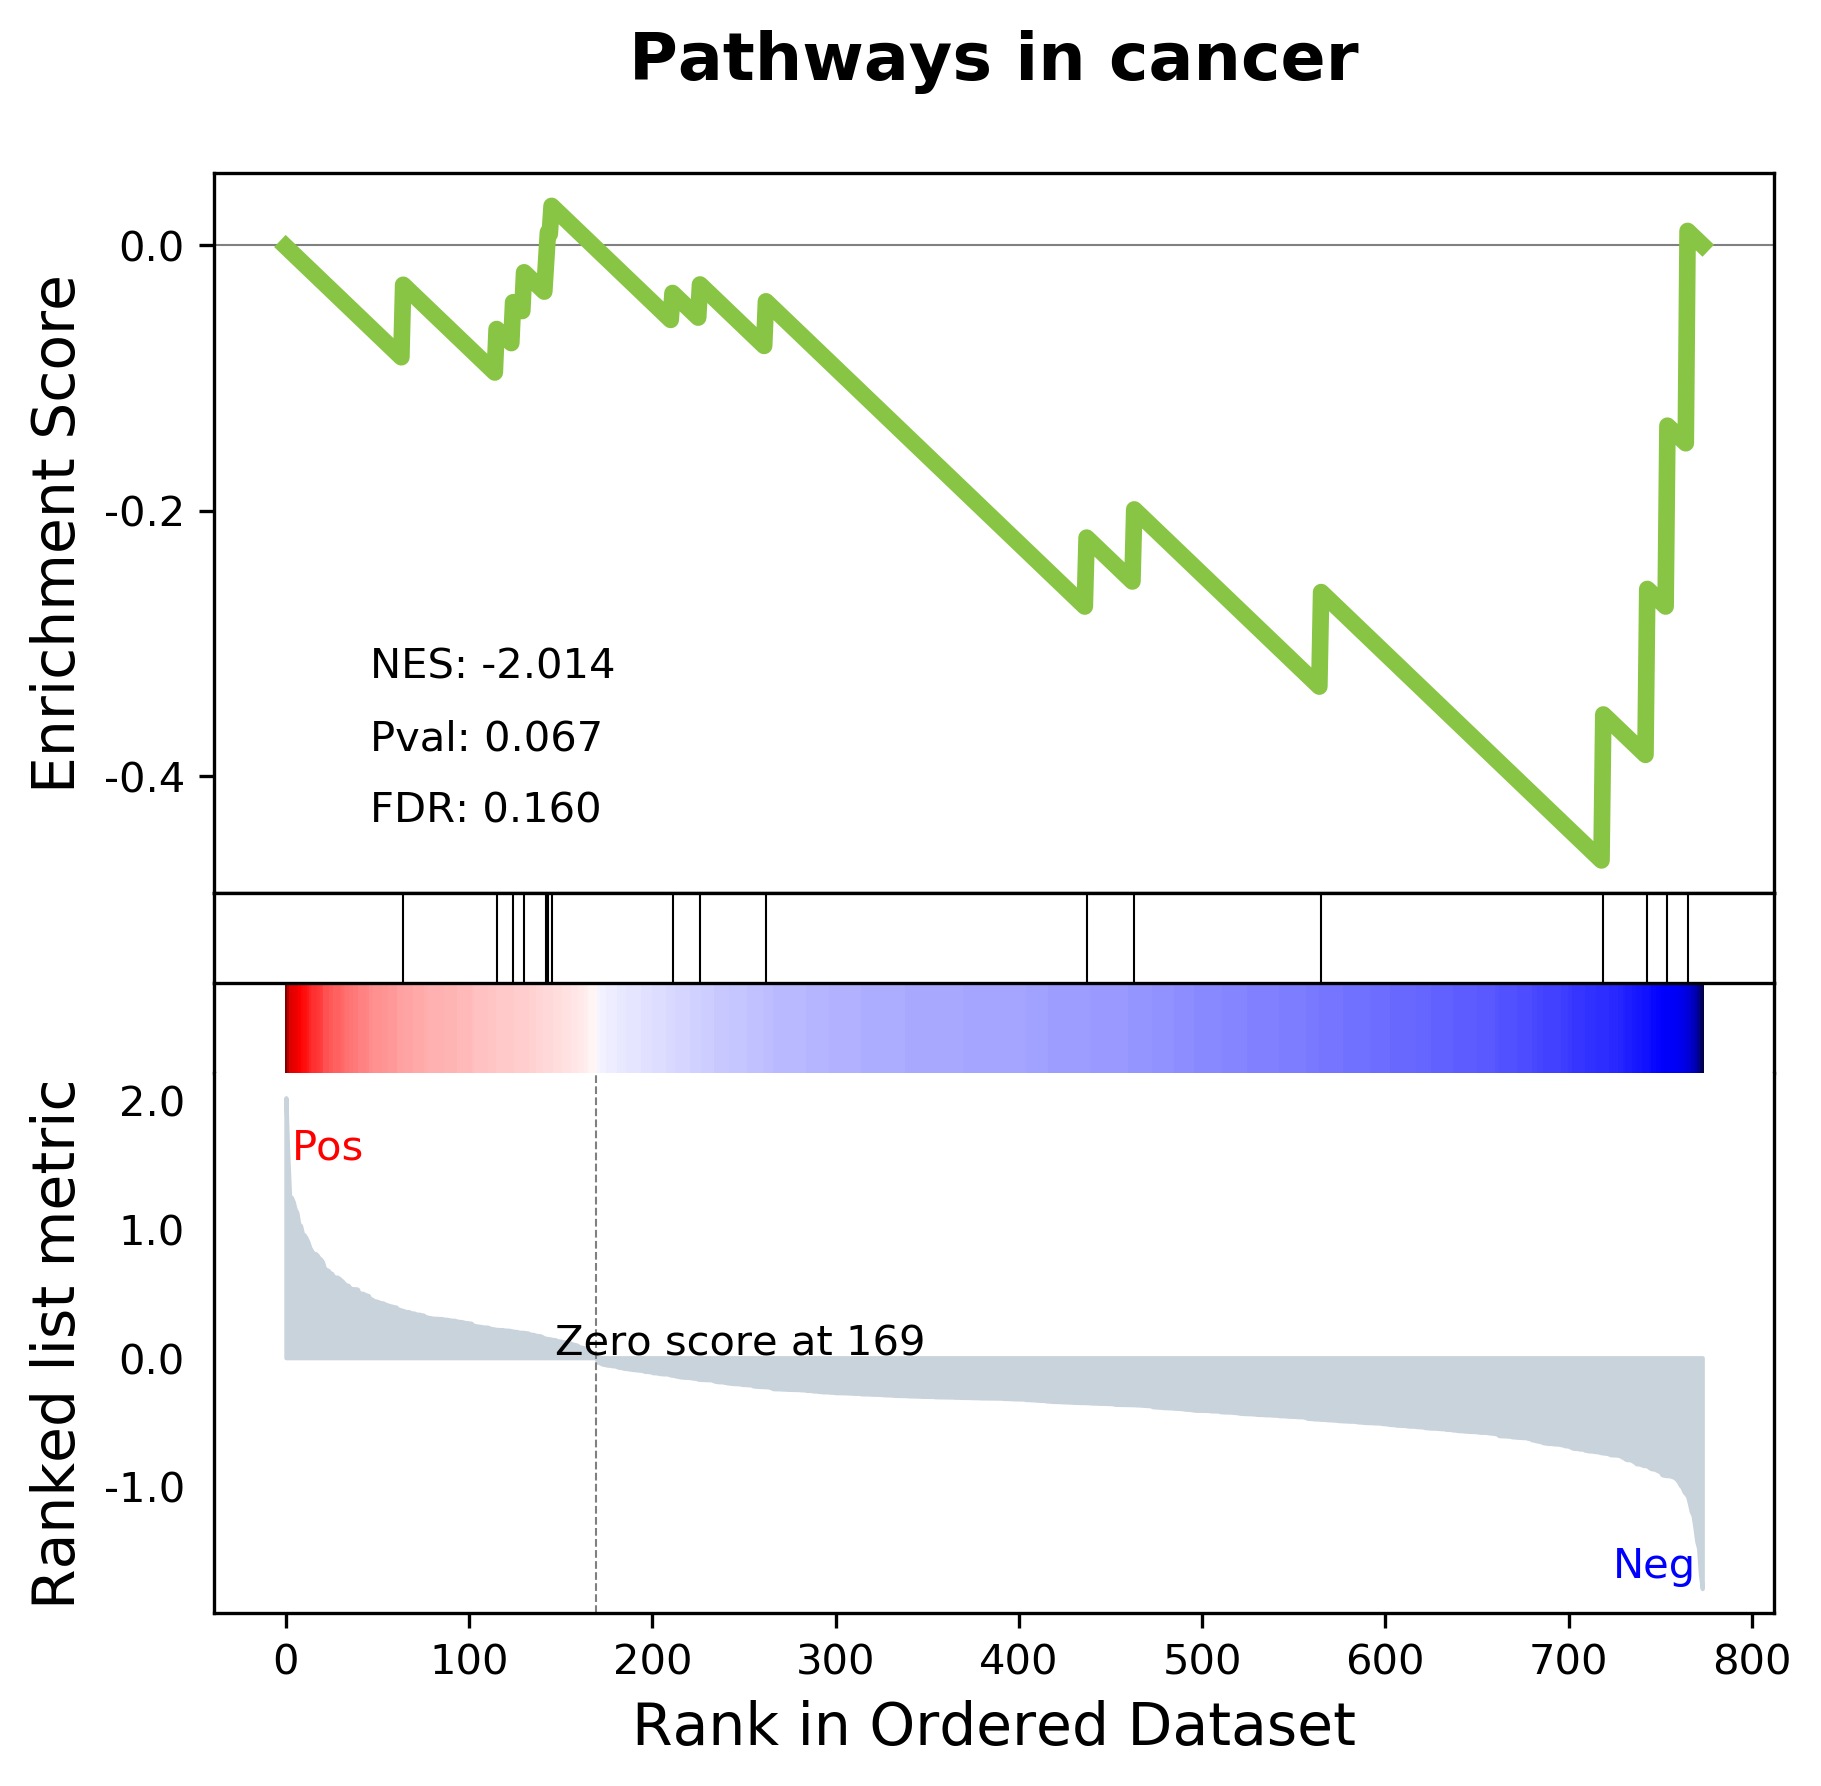 Pathways in cancer
Enrichment Score
0.0
-0.2
-0.4
NES: -2.014
Pval: 0.067
FDR: 0.160
Ranked list metric
2.0
1.0
0.0
-1.0
Pos
Zero score at 169
Neg
0 100 200 300 400 500 600 700 800
Rank in Ordered Dataset